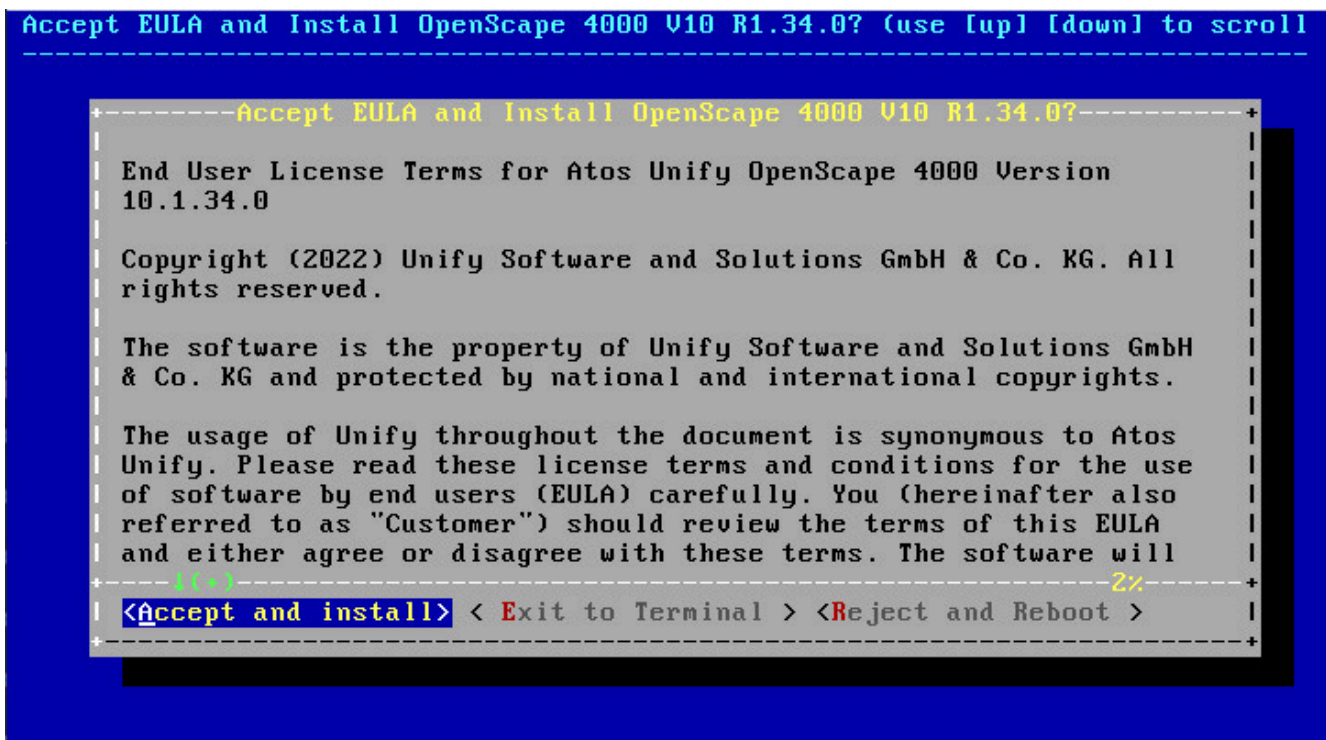 Accept EULA and Install OpenScape 4000 V10 R1.34.0? (use [up] [down] to scroll
Accept EULA and Install OpenScape 4000 V10 R1.34.0?
End User License Terms for Atos Unify OpenScape 4000 Version
10.1.34.0
Copyright (2022) Unify Software and Solutions GmbH & Co. KG. All
rights reserved.
The software is the property of Unify Software and Solutions GmbH
& Co. KG and protected by national and international copyrights.
The usage of Unify throughout the document is synonymous to Atos
Unify. Please read these license terms and conditions for the use
of software by end users (EULA) carefully. You (hereinafter also
referred to as "Customer") should review the terms of this EULA
and either agree or disagree with these terms. The software will
↓(+) 2%
<Accept and install> < Exit to Terminal > <Reject and Reboot >